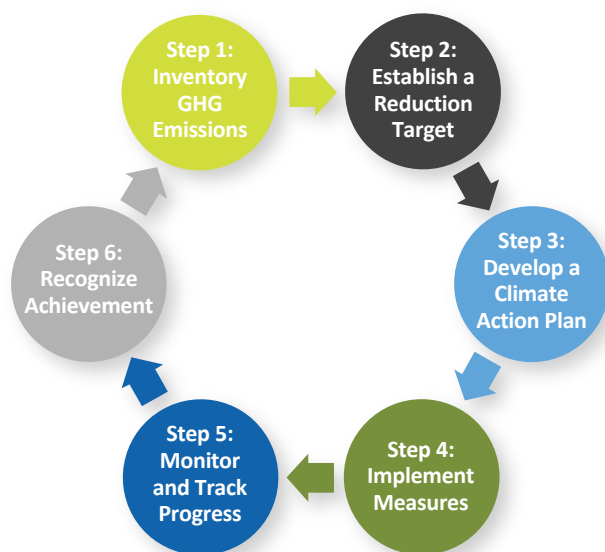 Step 1:
Inventory
GHG
Emissions
Step 2:
Establish a
Reduction
Target
Step 3:
Develop a
Climate
Action Plan
Step 4:
Implement
Measures
Step 5:
Monitor
and Track
Progress
Step 6:
Recognize
Achievement